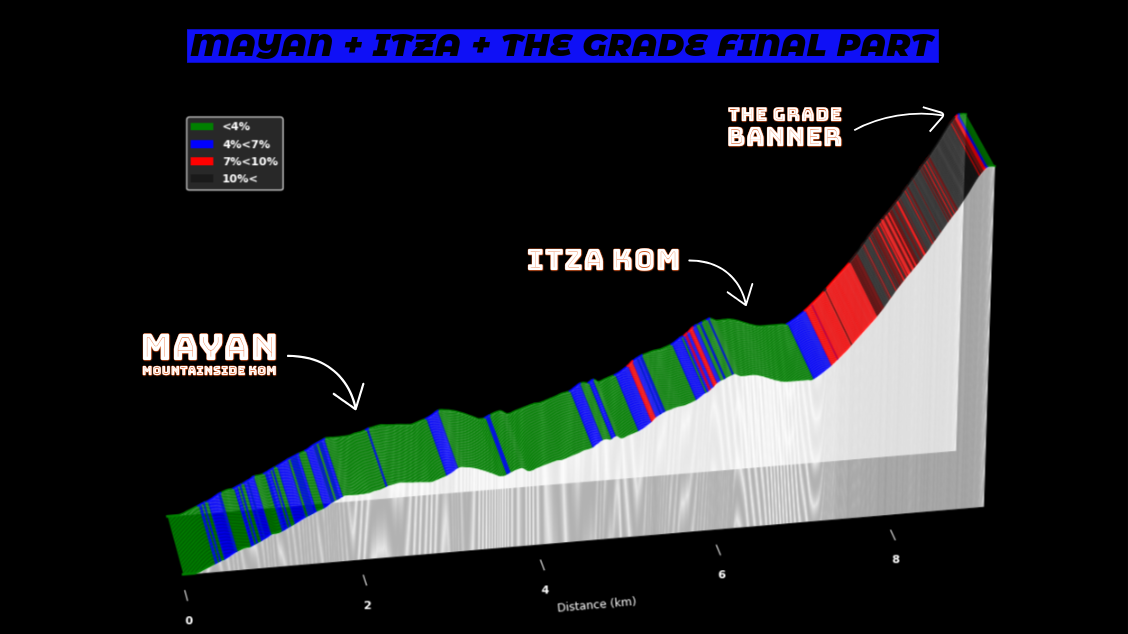 MAYAN + ITZA + THE GRADE FINAL PART
<4%
4%<7%
7%<10%
10%<
THE GRADE
BANNER
ITZA KOM
MAYAN
MOUNTAINSIDE KOM
0
2
4
6
8
Distance (km)